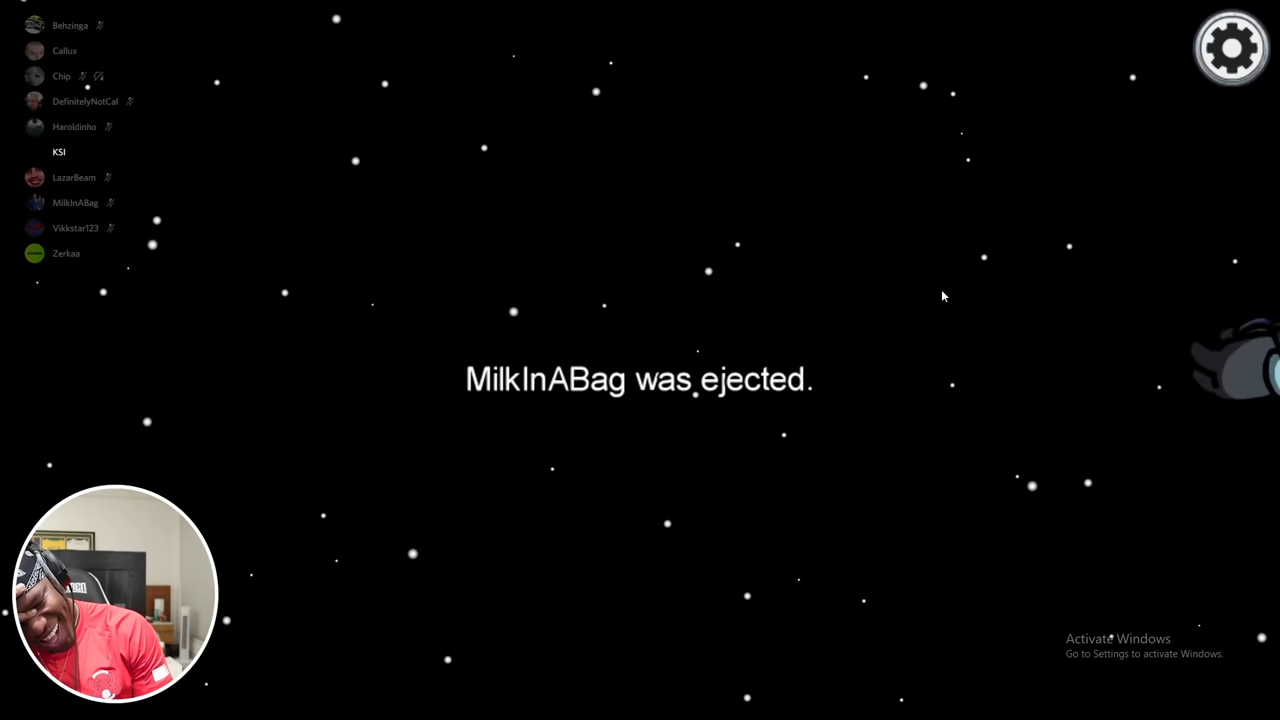 Behzinga
Callux
Chip
DefinitelyNotCal
Haroldinho
KSI
LazarBeam
MilkInABag
Vikkstar123
Zerkaa
MilkInABag was ejected.
Activate Windows
Go to Settings to activate Windows.